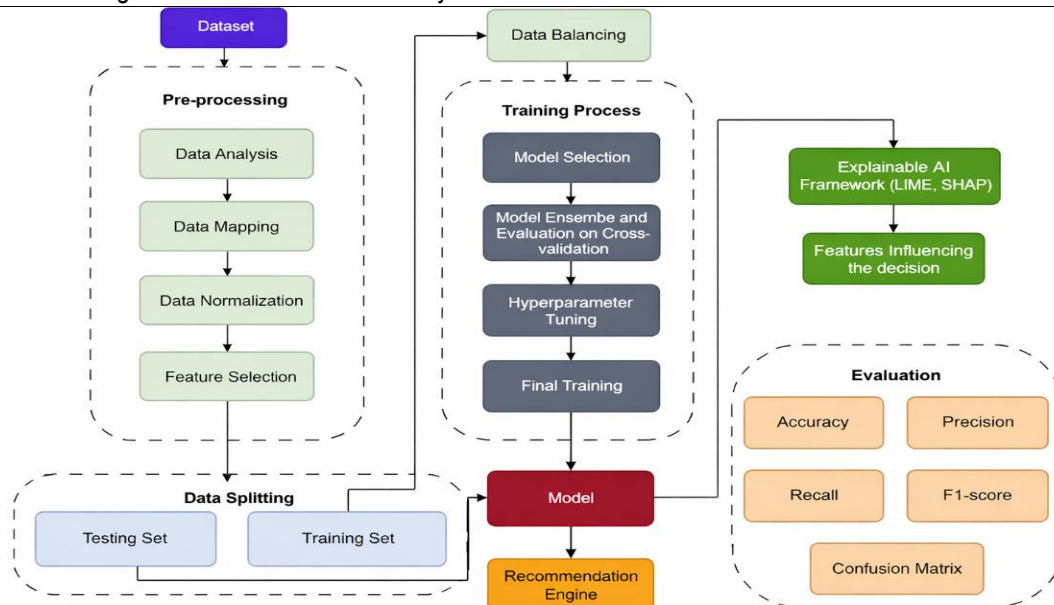 Dataset
Pre-processing
Data Analysis
Data Mapping
Data Normalization
Feature Selection
Data Splitting
Testing Set
Training Set
Data Balancing
Training Process
Model Selection
Model Ensembe and
Evaluation on Cross-
validation
Hyperparameter
Tuning
Final Training
Model
Recommendation
Engine
Explainable AI
Framework (LIME, SHAP)
Features Influencing
the decision
Evaluation
Accuracy
Precision
Recall
F1-score
Confusion Matrix